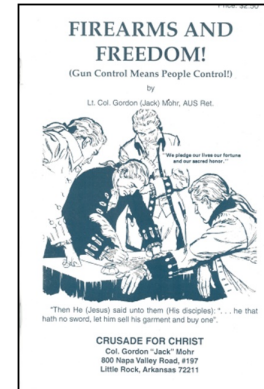 Price: $2.50
FIREARMS AND
FREEDOM!
(Gun Control Means People Control!)
by
Lt. Col. Gordon (Jack) Mohr, AUS Ret.
"We pledge our lives our fortune
and our sacred honor."
"Then He (Jesus) said unto them (His disciples): ". . . he that
hath no sword, let him sell his garment and buy one".
CRUSADE FOR CHRIST
Col. Gordon "Jack" Mohr
800 Napa Valley Road, #197
Little Rock, Arkansas 72211